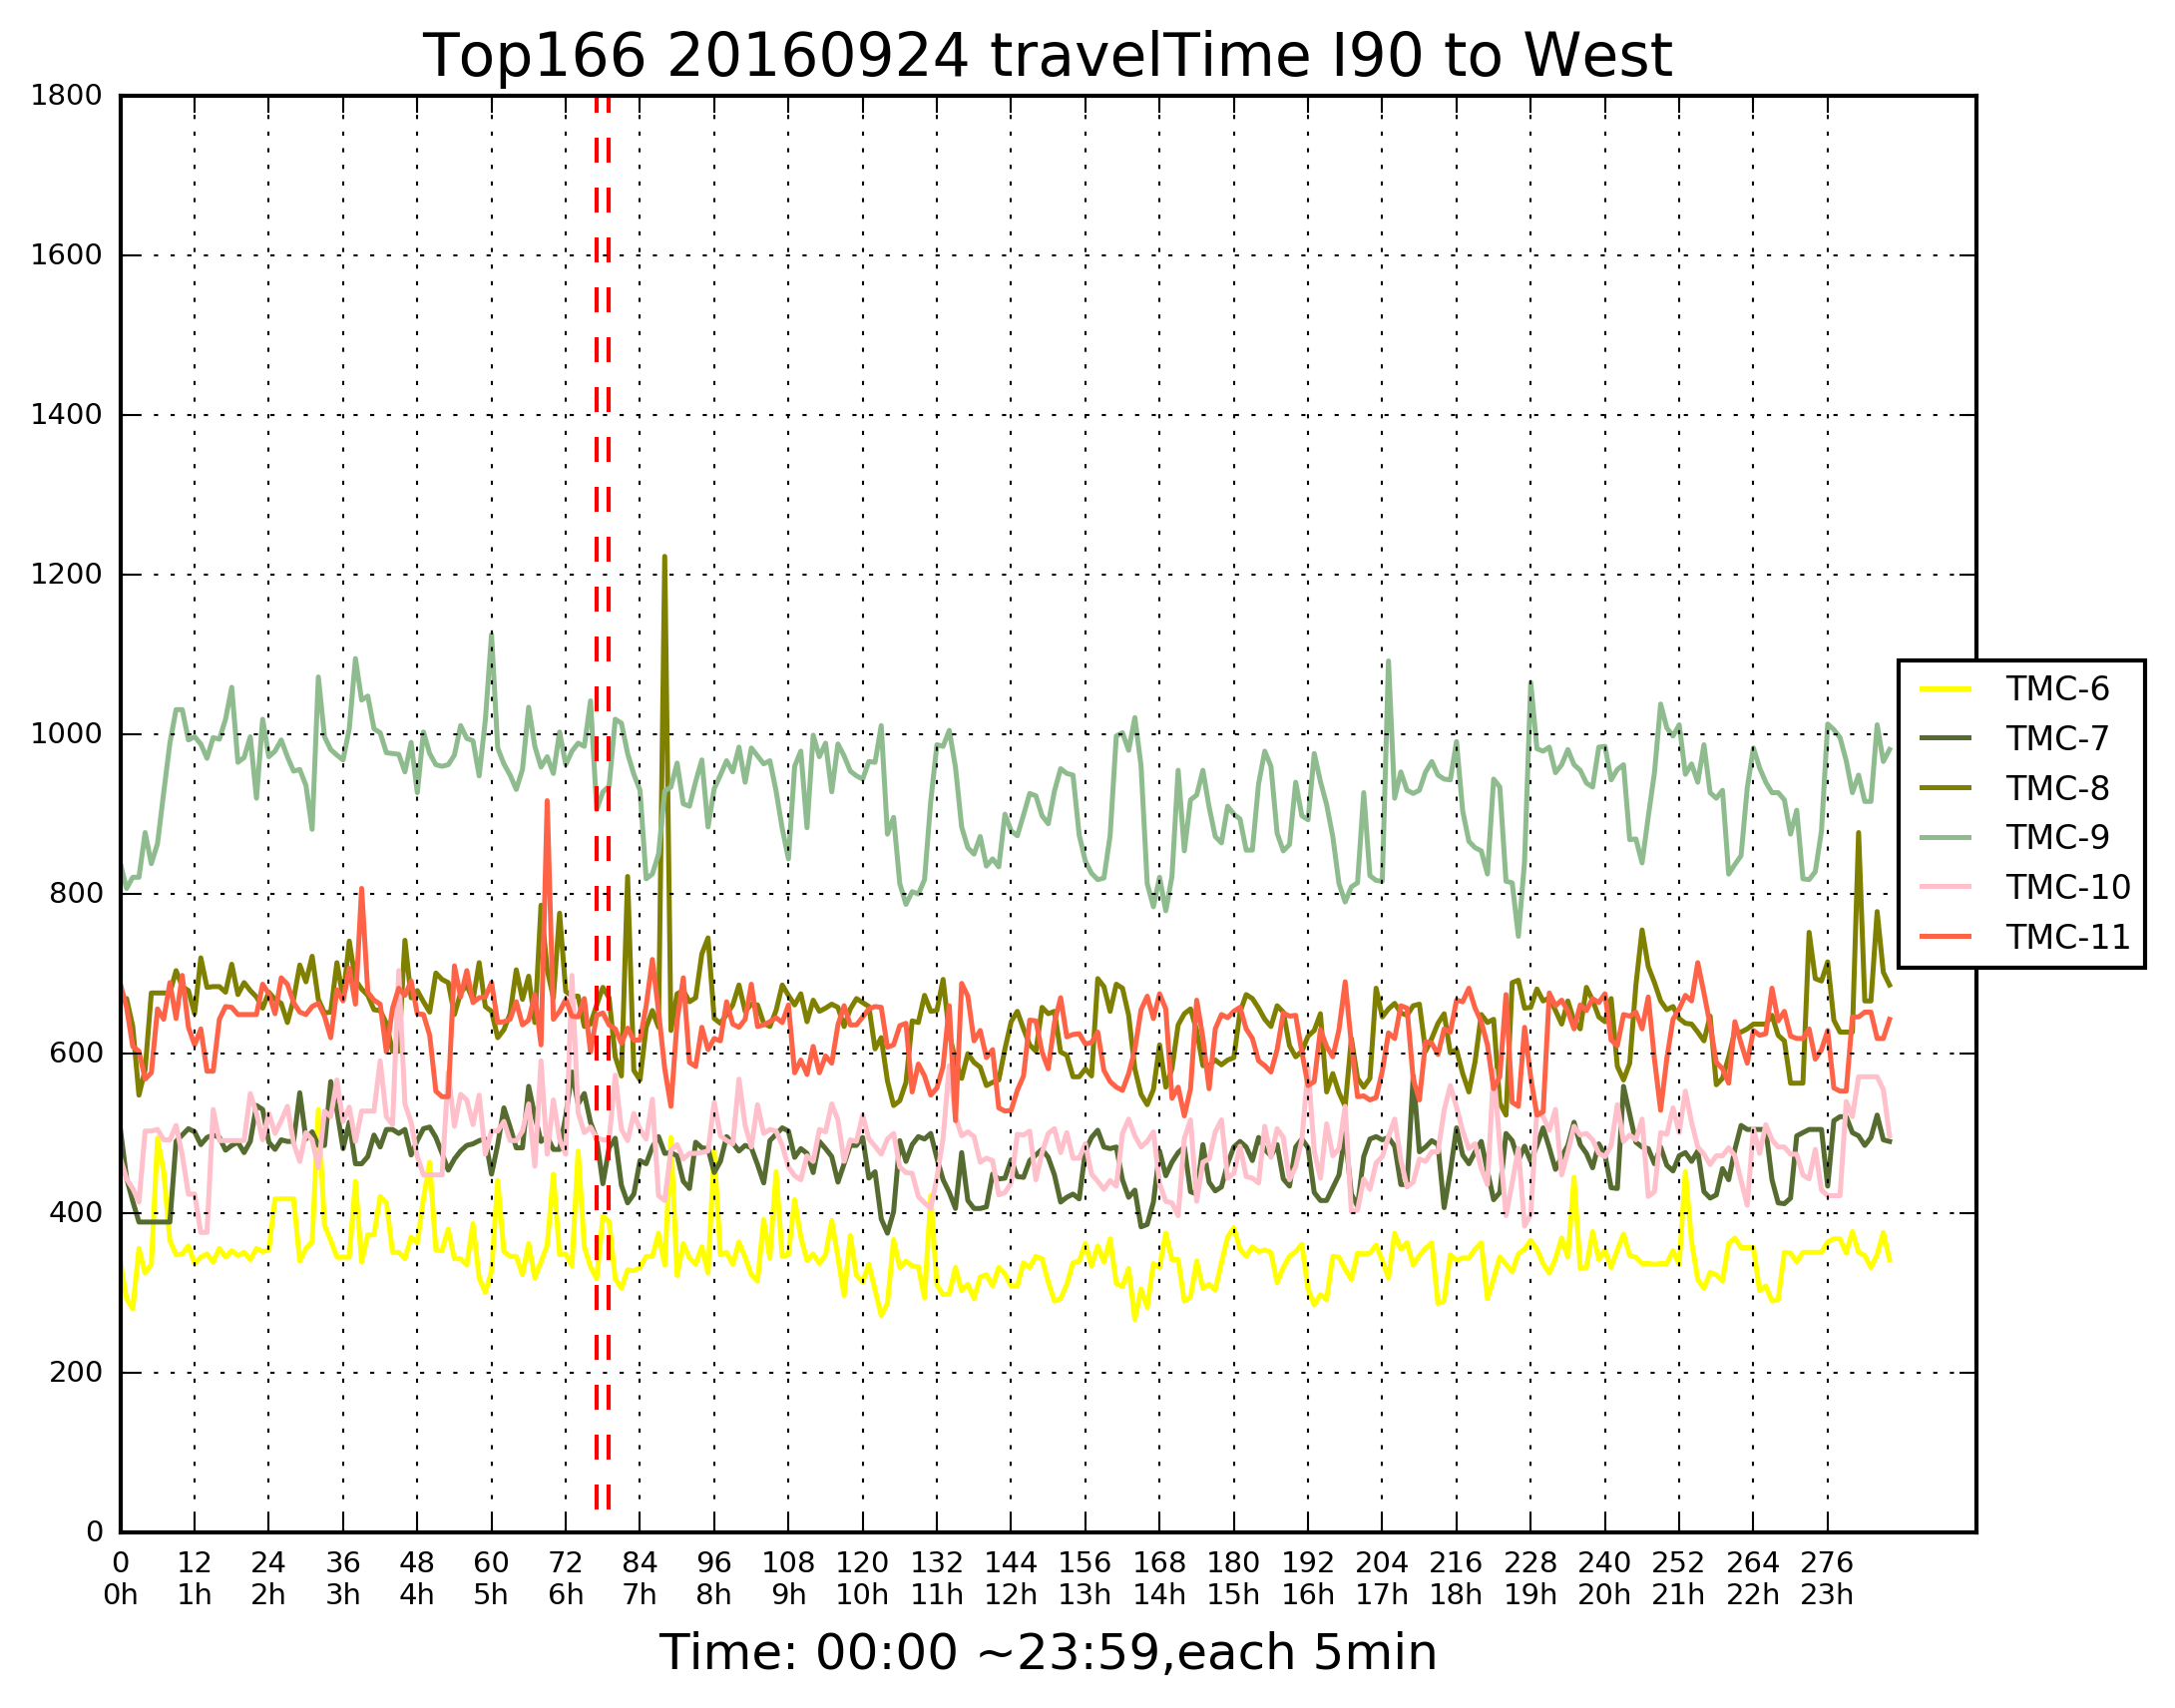 Top166 20160924 travelTime I90 to West
1800
1600
1400
1200
1000
800
600
400
200
0
TMC-6
TMC-7
TMC-8
TMC-9
TMC-10
TMC-11
0 12 24 36 48 60 72 84 96 108 120 132 144 156 168 180 192 204 216 228 240 252 264 276
0h 1h 2h 3h 4h 5h 6h 7h 8h 9h 10h 11h 12h 13h 14h 15h 16h 17h 18h 19h 20h 21h 22h 23h
Time: 00:00 ~23:59,each 5min